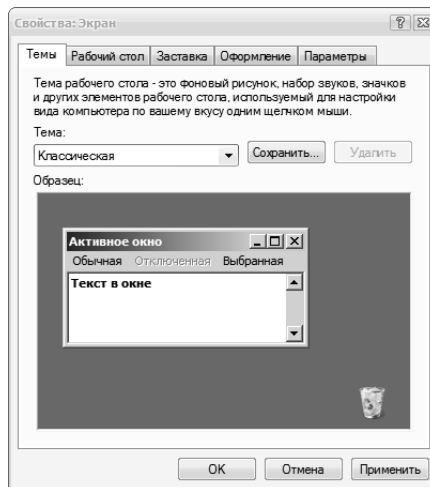 Свойства: Экран
Темы Рабочий стол Заставка Оформление Параметры
Тема рабочего стола - это фоновый рисунок, набор звуков, значков
и других элементов рабочего стола, используемый для настройки
вида компьютера по вашему вкусу одним щелчком мыши.
Тема:
Классическая Сохранить... Удалить
Образец:
Активное окно
Обычная Отключенная Выбранная
Текст в окне
OK Отмена Применить